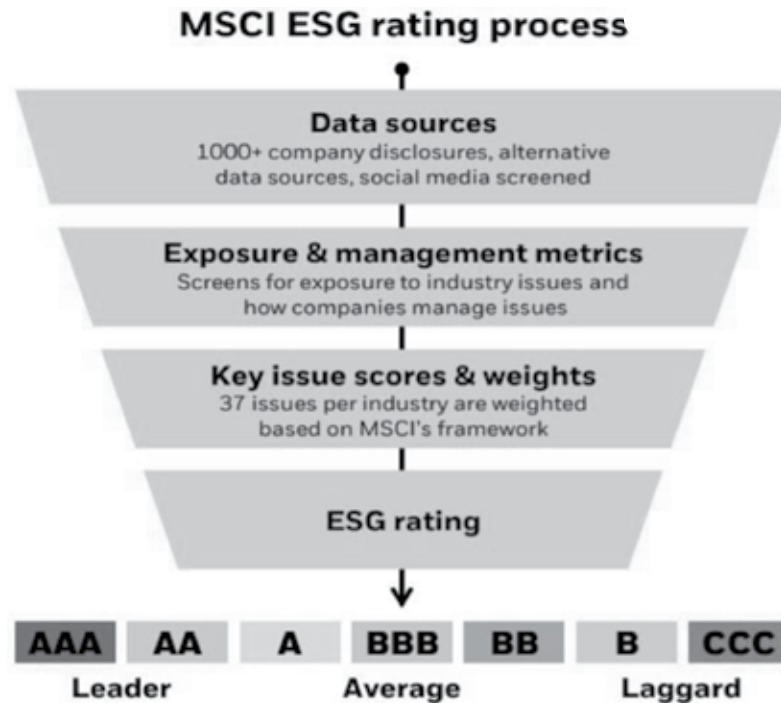 MSCI ESG rating process
Data sources
1000+ company disclosures, alternative
data sources, social media screened
Exposure & management metrics
Screens for exposure to industry issues and
how companies manage issues
Key issue scores & weights
37 issues per industry are weighted
based on MSCI's framework
ESG rating
AAA AA A BBB BB B CCC
Leader Average Laggard